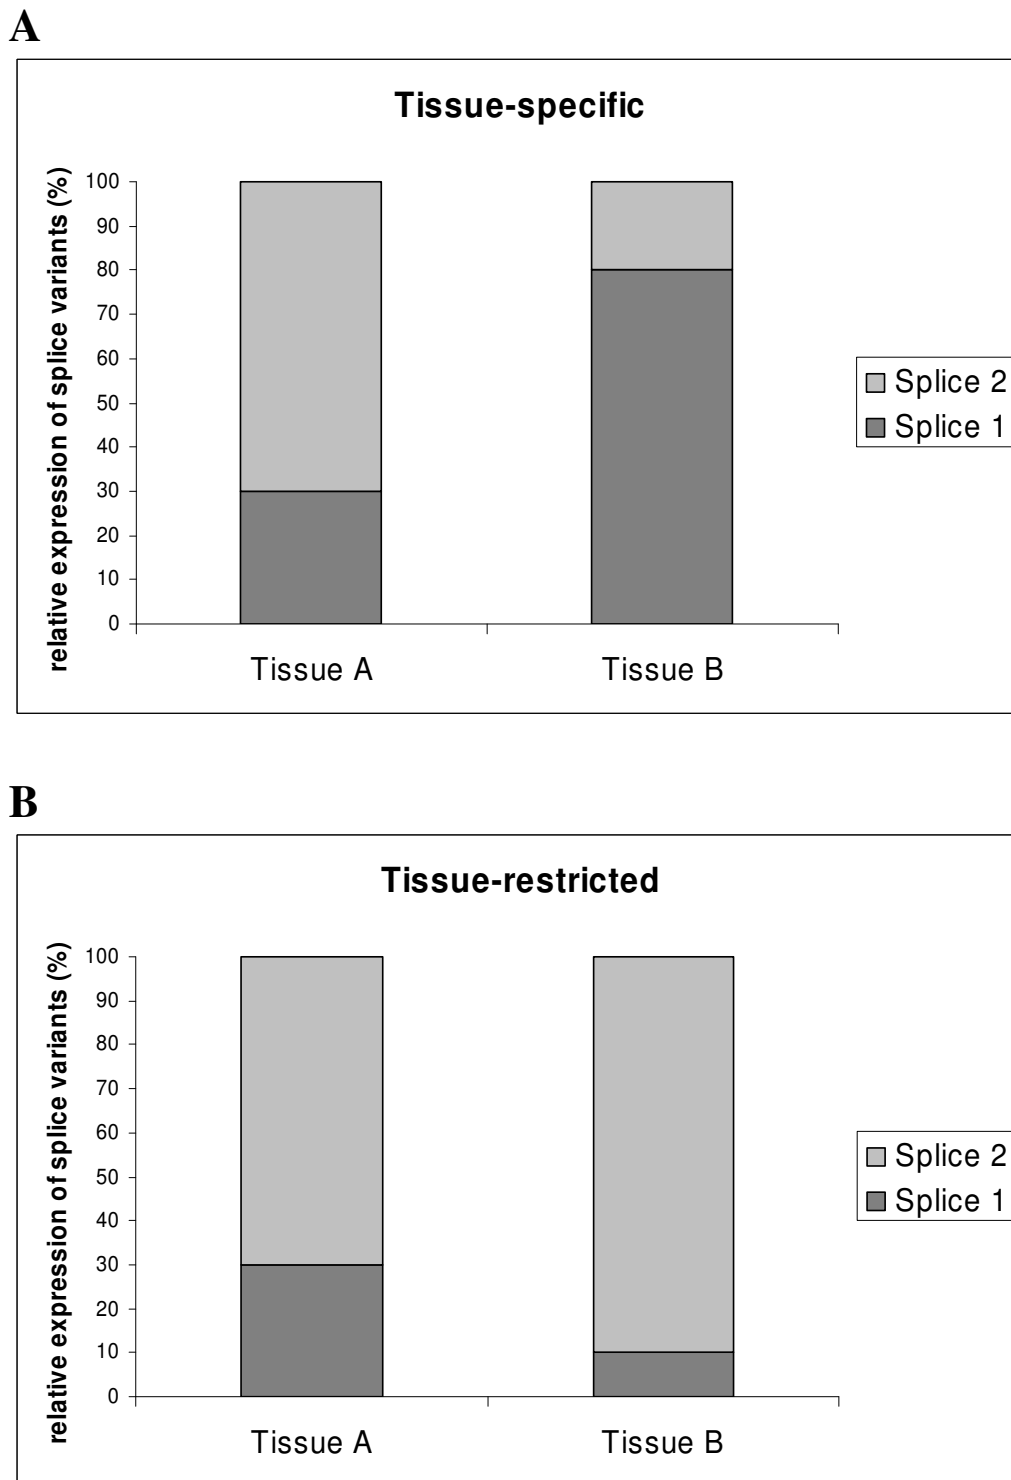 A
Tissue-specific
relative expression of splice variants (%)
100
90
80
70
60
50
40
30
20
10
0
Tissue A
Tissue B
Splice 2
Splice 1
B
Tissue-restricted
relative expression of splice variants (%)
100
90
80
70
60
50
40
30
20
10
0
Tissue A
Tissue B
Splice 2
Splice 1